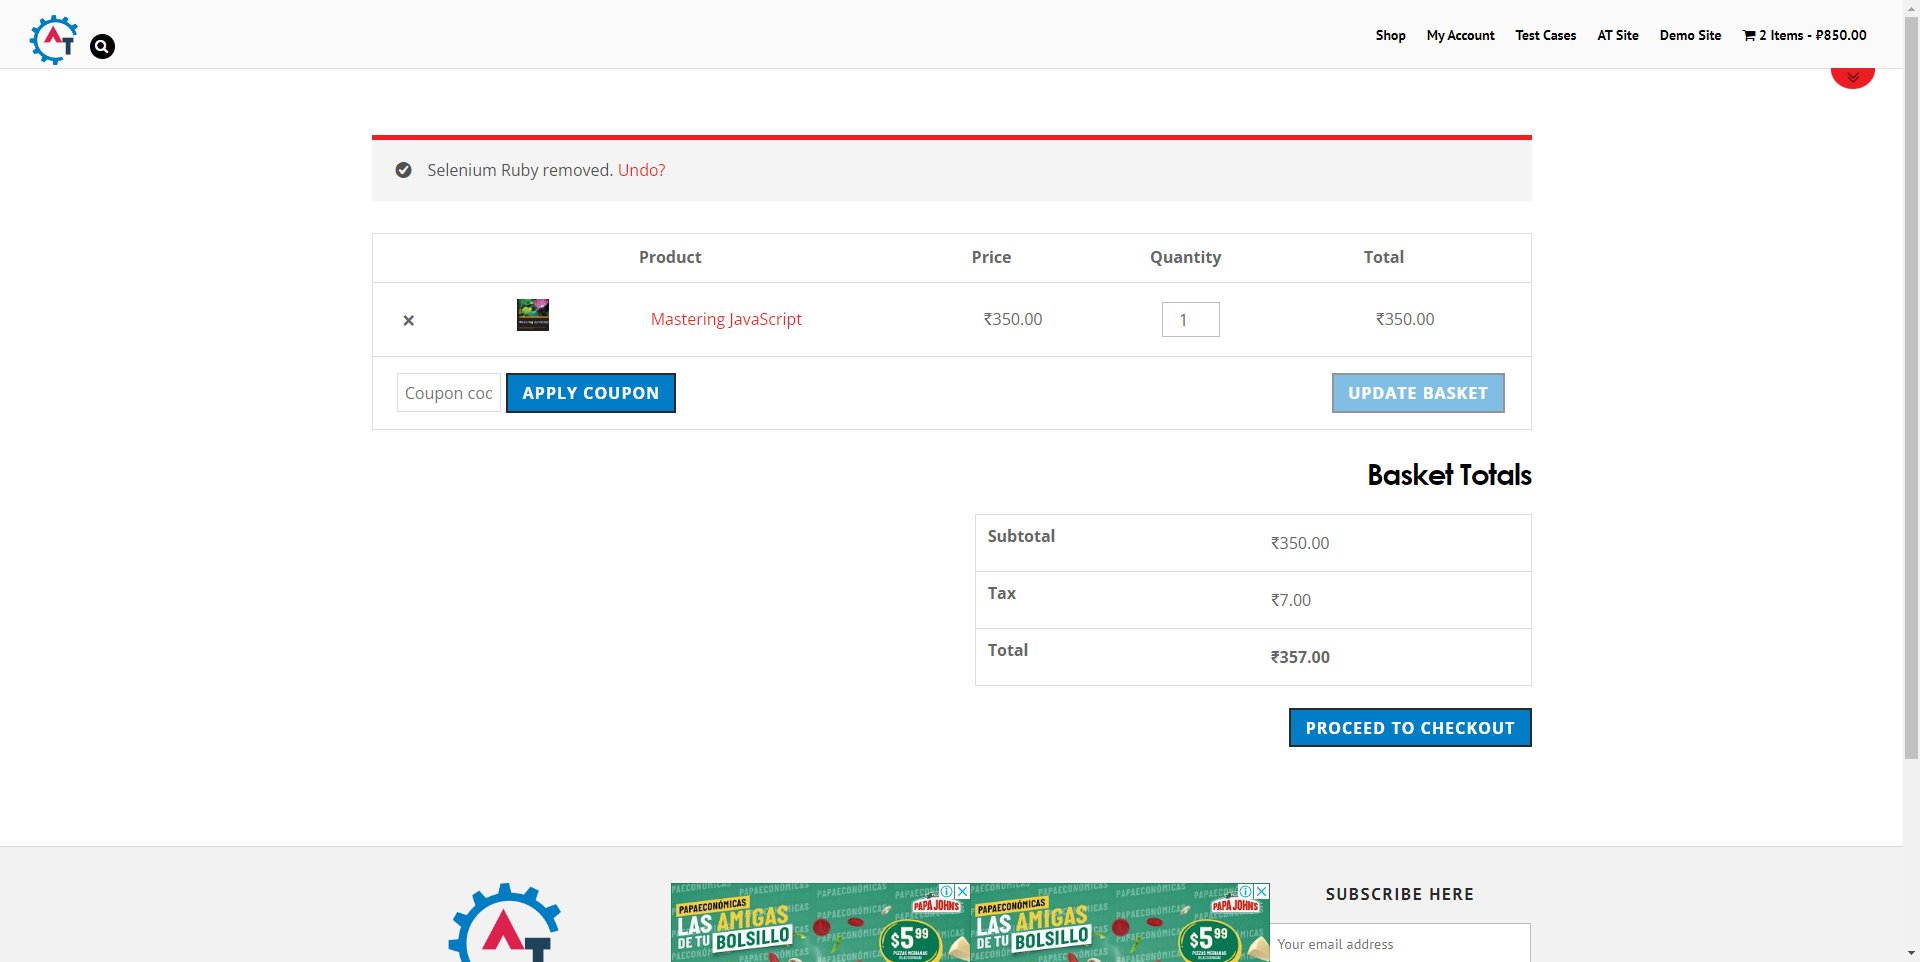 Shop My Account Test Cases AT Site Demo Site 2 Items - ₽850.00
Selenium Ruby removed. Undo?
Product Price Quantity Total
× Mastering JavaScript ₹350.00 1 ₹350.00
Coupon coc APPLY COUPON UPDATE BASKET
Basket Totals
Subtotal ₹350.00
Tax ₹7.00
Total ₹357.00
PROCEED TO CHECKOUT
AT
PAPAECONÓMICAS
LAS AMIGAS
DE TU BOLSILLO
PAPA JOHNS
$5.99
PAPAECONÓMICAS
LAS AMIGAS
DE TU BOLSILLO
PAPA JOHNS
$5.99
SUBSCRIBE HERE
Your email address